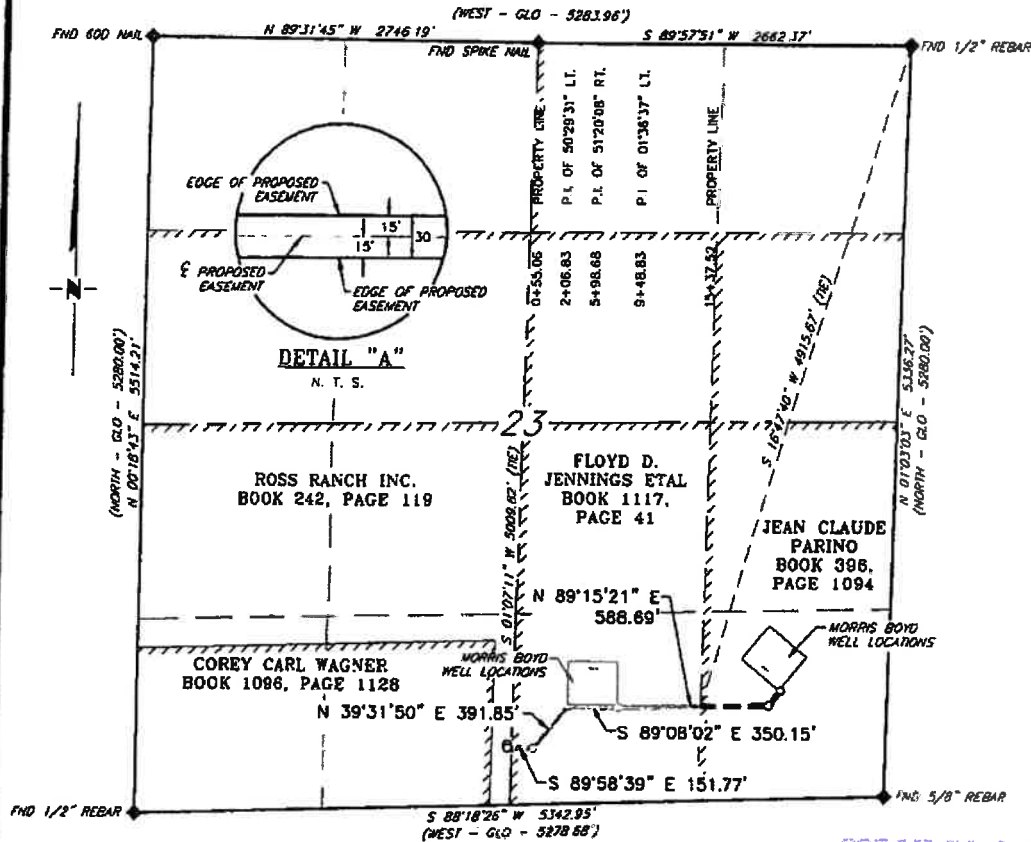 (WEST - GLO - 5283.96')
N 89°31'45" W 2746.19'
S 89°57'51" W 2662.37'
FND 60D NAIL
FND SPIKE NAIL
FND 1/2" REBAR
PROPERTY LINE
P.I. OF 50°29'31" LT.
P.I. OF 51°20'08" RT.
P.I OF 01°36'37" LT.
PROPERTY LINE
0+55.06
2+06.83
5+98.68
9+48.83
15+37.52
EDGE OF PROPOSED
EASEMENT
15'
15'
30
℄ PROPOSED
EASEMENT
EDGE OF PROPOSED
EASEMENT
DETAIL "A"
N. T. S.
N
(NORTH - GLO - 5280.00')
N 00°18'43" E 5514.21'
S 16°47'40" W 4915.67' (TIE)
N 01°03'03" E 5336.27'
(NORTH - GLO - 5280.00')
23
S 01°07'11" W 5009.82' (TIE)
ROSS RANCH INC.
BOOK 242, PAGE 119
FLOYD D.
JENNINGS ETAL
BOOK 1117,
PAGE 41
JEAN CLAUDE
PARINO
BOOK 396,
PAGE 1094
N 89°15'21" E
588.69'
MORRIS BOYD
WELL LOCATIONS
MORRIS BOYD
WELL LOCATIONS
COREY CARL WAGNER
BOOK 1096, PAGE 1128
N 39°31'50" E 391.85'
S 89°08'02" E 350.15'
S 89°58'39" E 151.77'
FND 1/2" REBAR
FND 5/8" REBAR
S 88°18'26" W 5342.95'
(WEST - GLO - 5278.68')